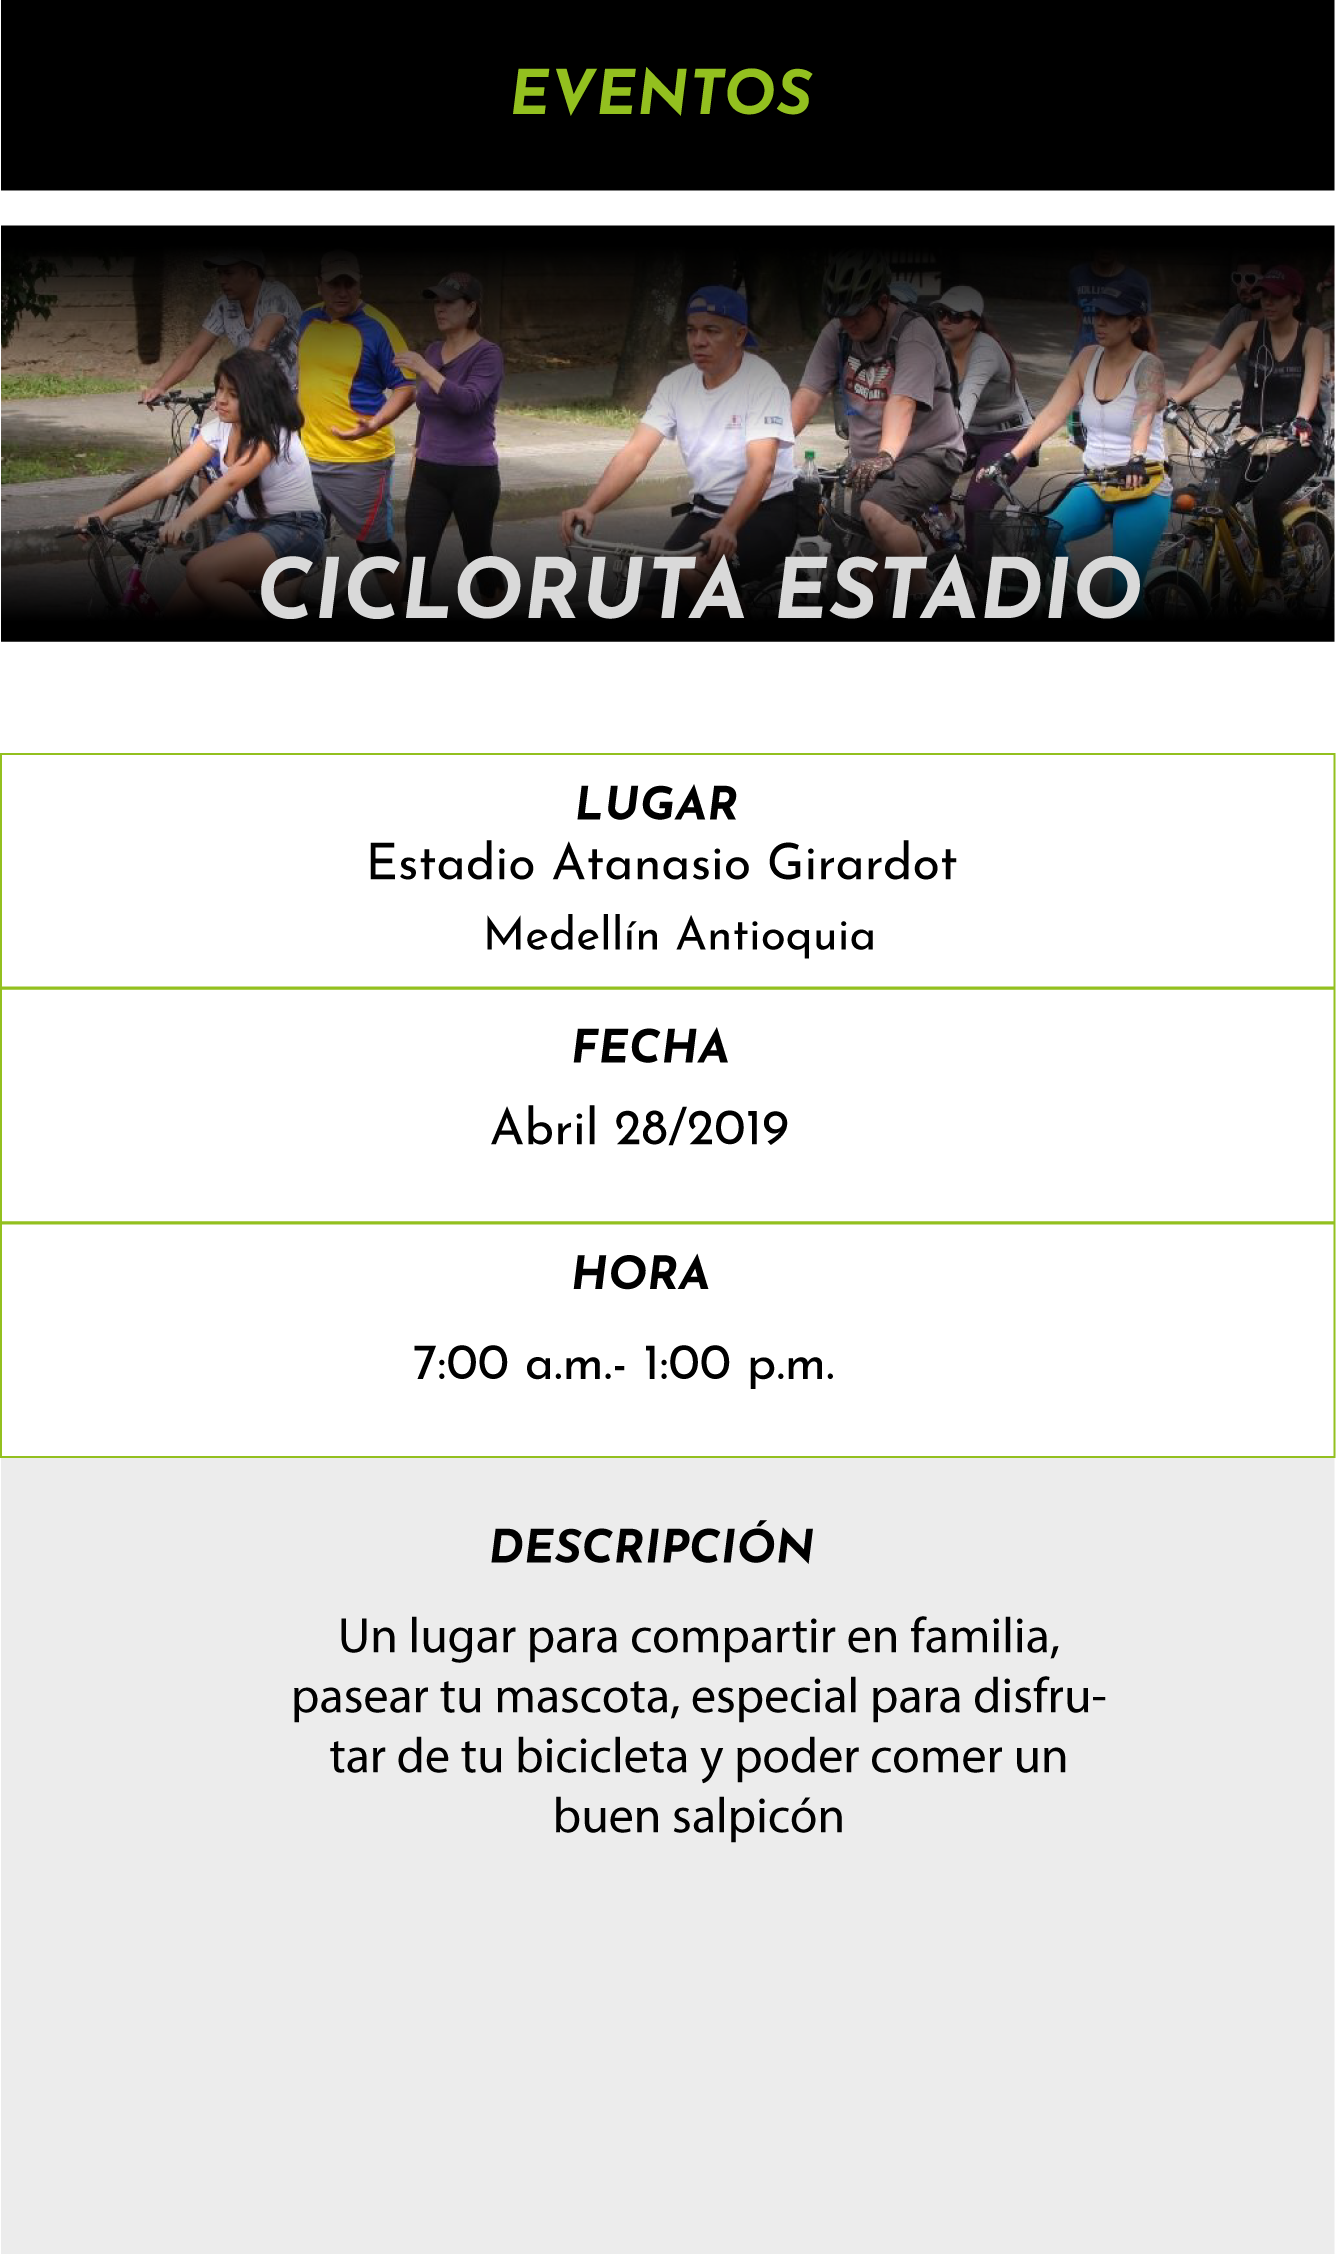 EVENTOS
CICLORUTA ESTADIO
LUGAR
Estadio Atanasio Girardot
Medellín Antioquia
FECHA
Abril 28/2019
HORA
7:00 a.m.- 1:00 p.m.
DESCRIPCIÓN
Un lugar para compartir en familia,
pasear tu mascota, especial para disfru-
tar de tu bicicleta y poder comer un
buen salpicón